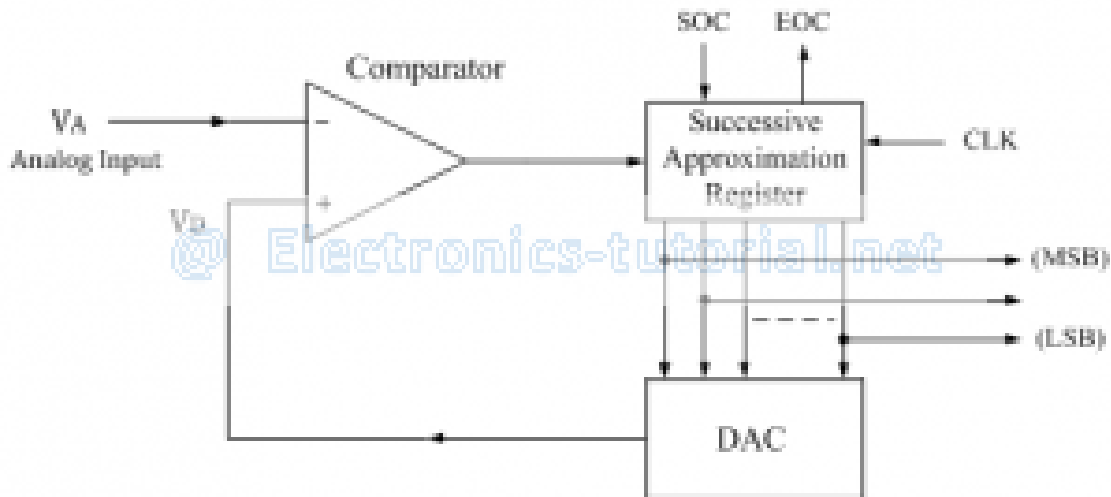 SOC EOC
Comparator
VA
Analog Input
−
+
VD
Successive
Approximation
Register
CLK
@ Electronics-tutorial.net
(MSB)
(LSB)
DAC